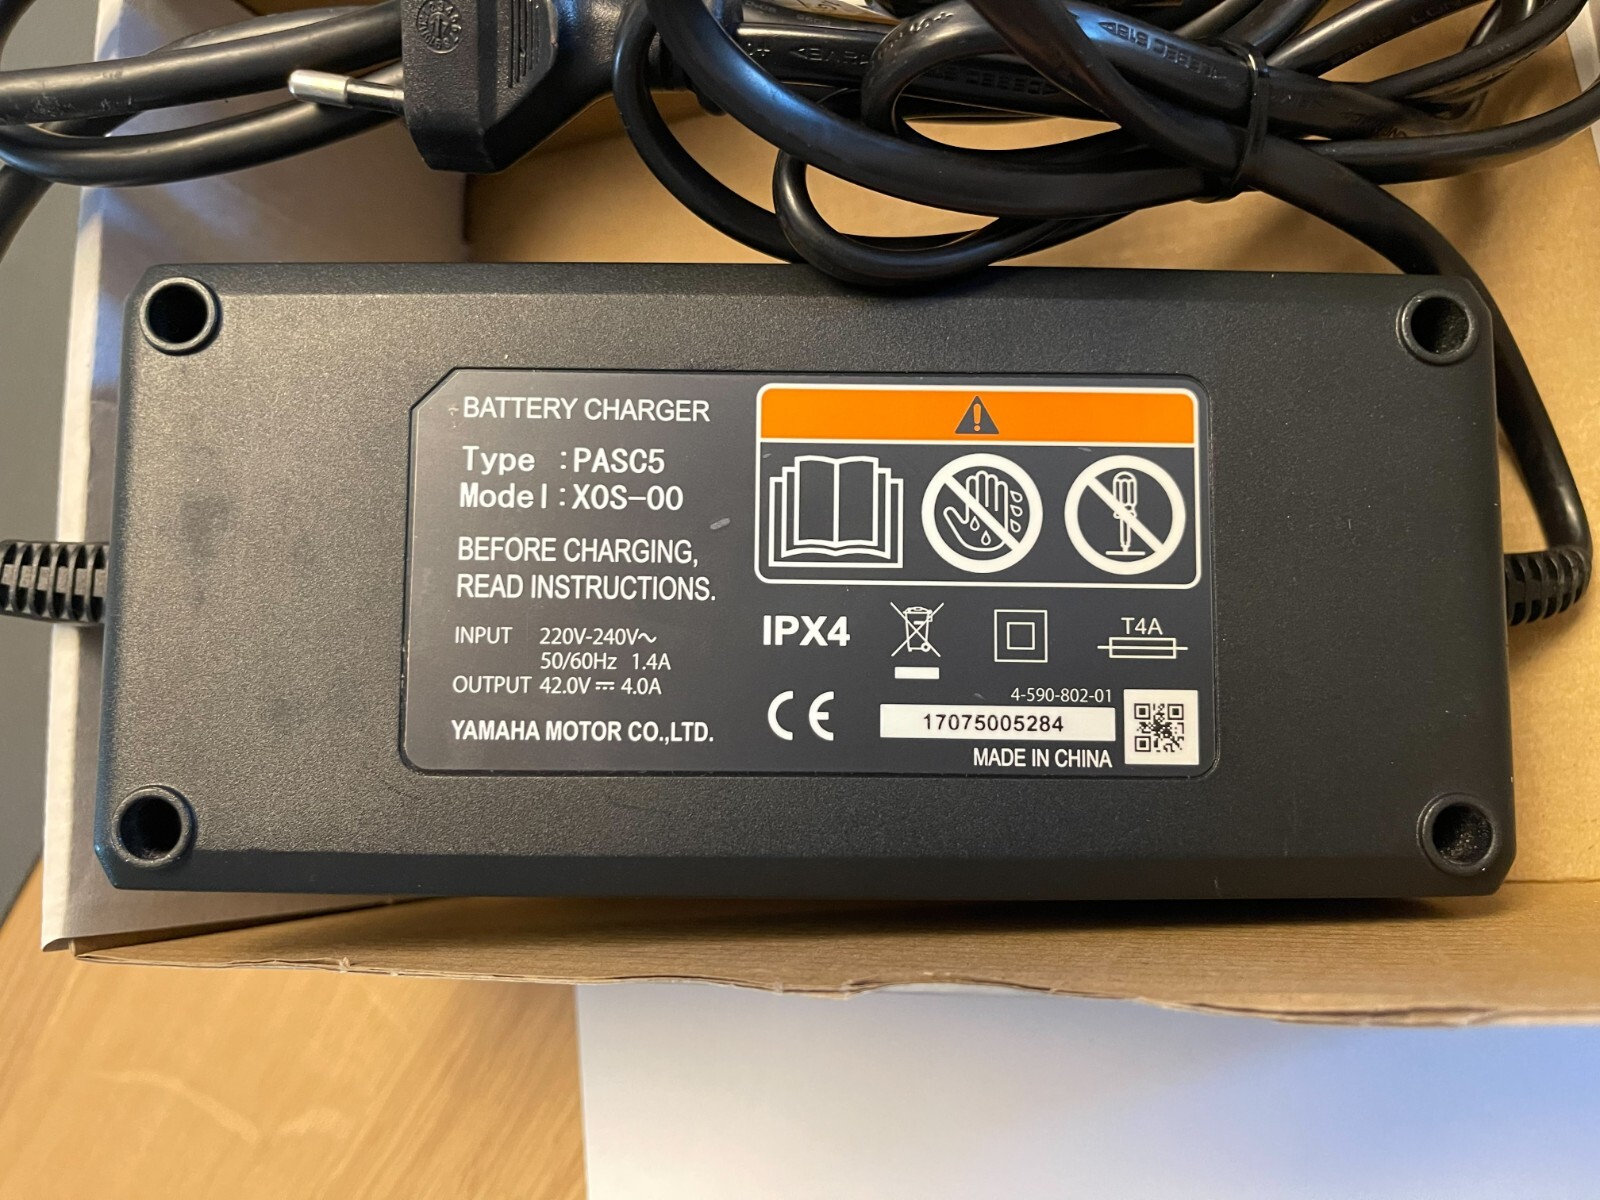 BATTERY CHARGER
Type :PASC5
Model:X0S-00
BEFORE CHARGING,
READ INSTRUCTIONS.
INPUT 220V-240V~
50/60Hz 1.4A
OUTPUT 42.0V⎓4.0A
YAMAHA MOTOR CO.,LTD.
IPX4
T4A
CE
4-590-802-01
17075005284
MADE IN CHINA